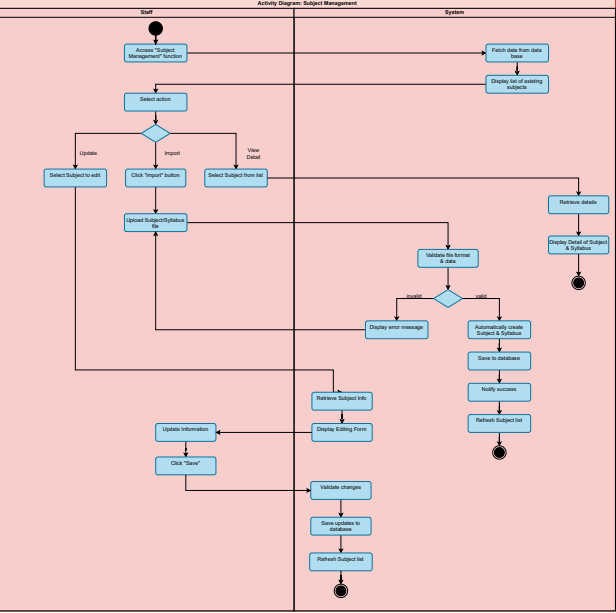 Activity Diagram: Subject Management
Staff
System
Access "Subject
Management" function
Fetch data from data
base
Display list of existing
subjects
Select action
Update
Import
View
Detail
Select Subject to edit
Click "Import" button
Select Subject from list
Retrieve details
Upload Subject/Syllabus
file
Display Detail of Subject
& Syllabus
Validate file format
& data
invalid
valid
Display error message
Automatically create
Subject & Syllabus
Save to database
Notify success
Retrieve Subject Info
Refresh Subject list
Update Information
Display Editing Form
Click "Save"
Validate changes
Save updates to
database
Refresh Subject list